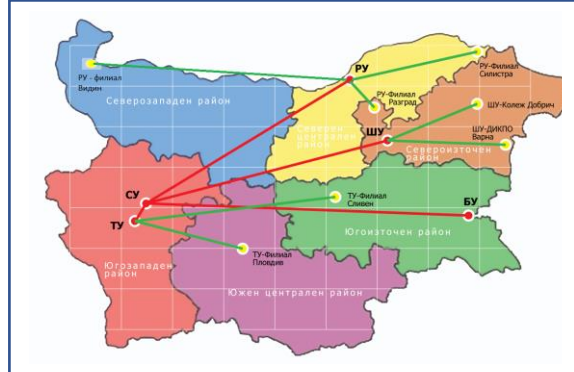 РУ
РУ-Филиал
Силистра
РУ - филиал
Видин
РУ-Филиал
Разград
Северозападен район
Северен
централен
район
ШУ-Колеж Добрич
ШУ
ШУ-ДИКПО
Варна
Североизточен
район
СУ
ТУ-Филиал
Сливен
БУ
ТУ
Югоизточен район
ТУ-Филиал
Пловдив
Югозападен
район
Южен централен район